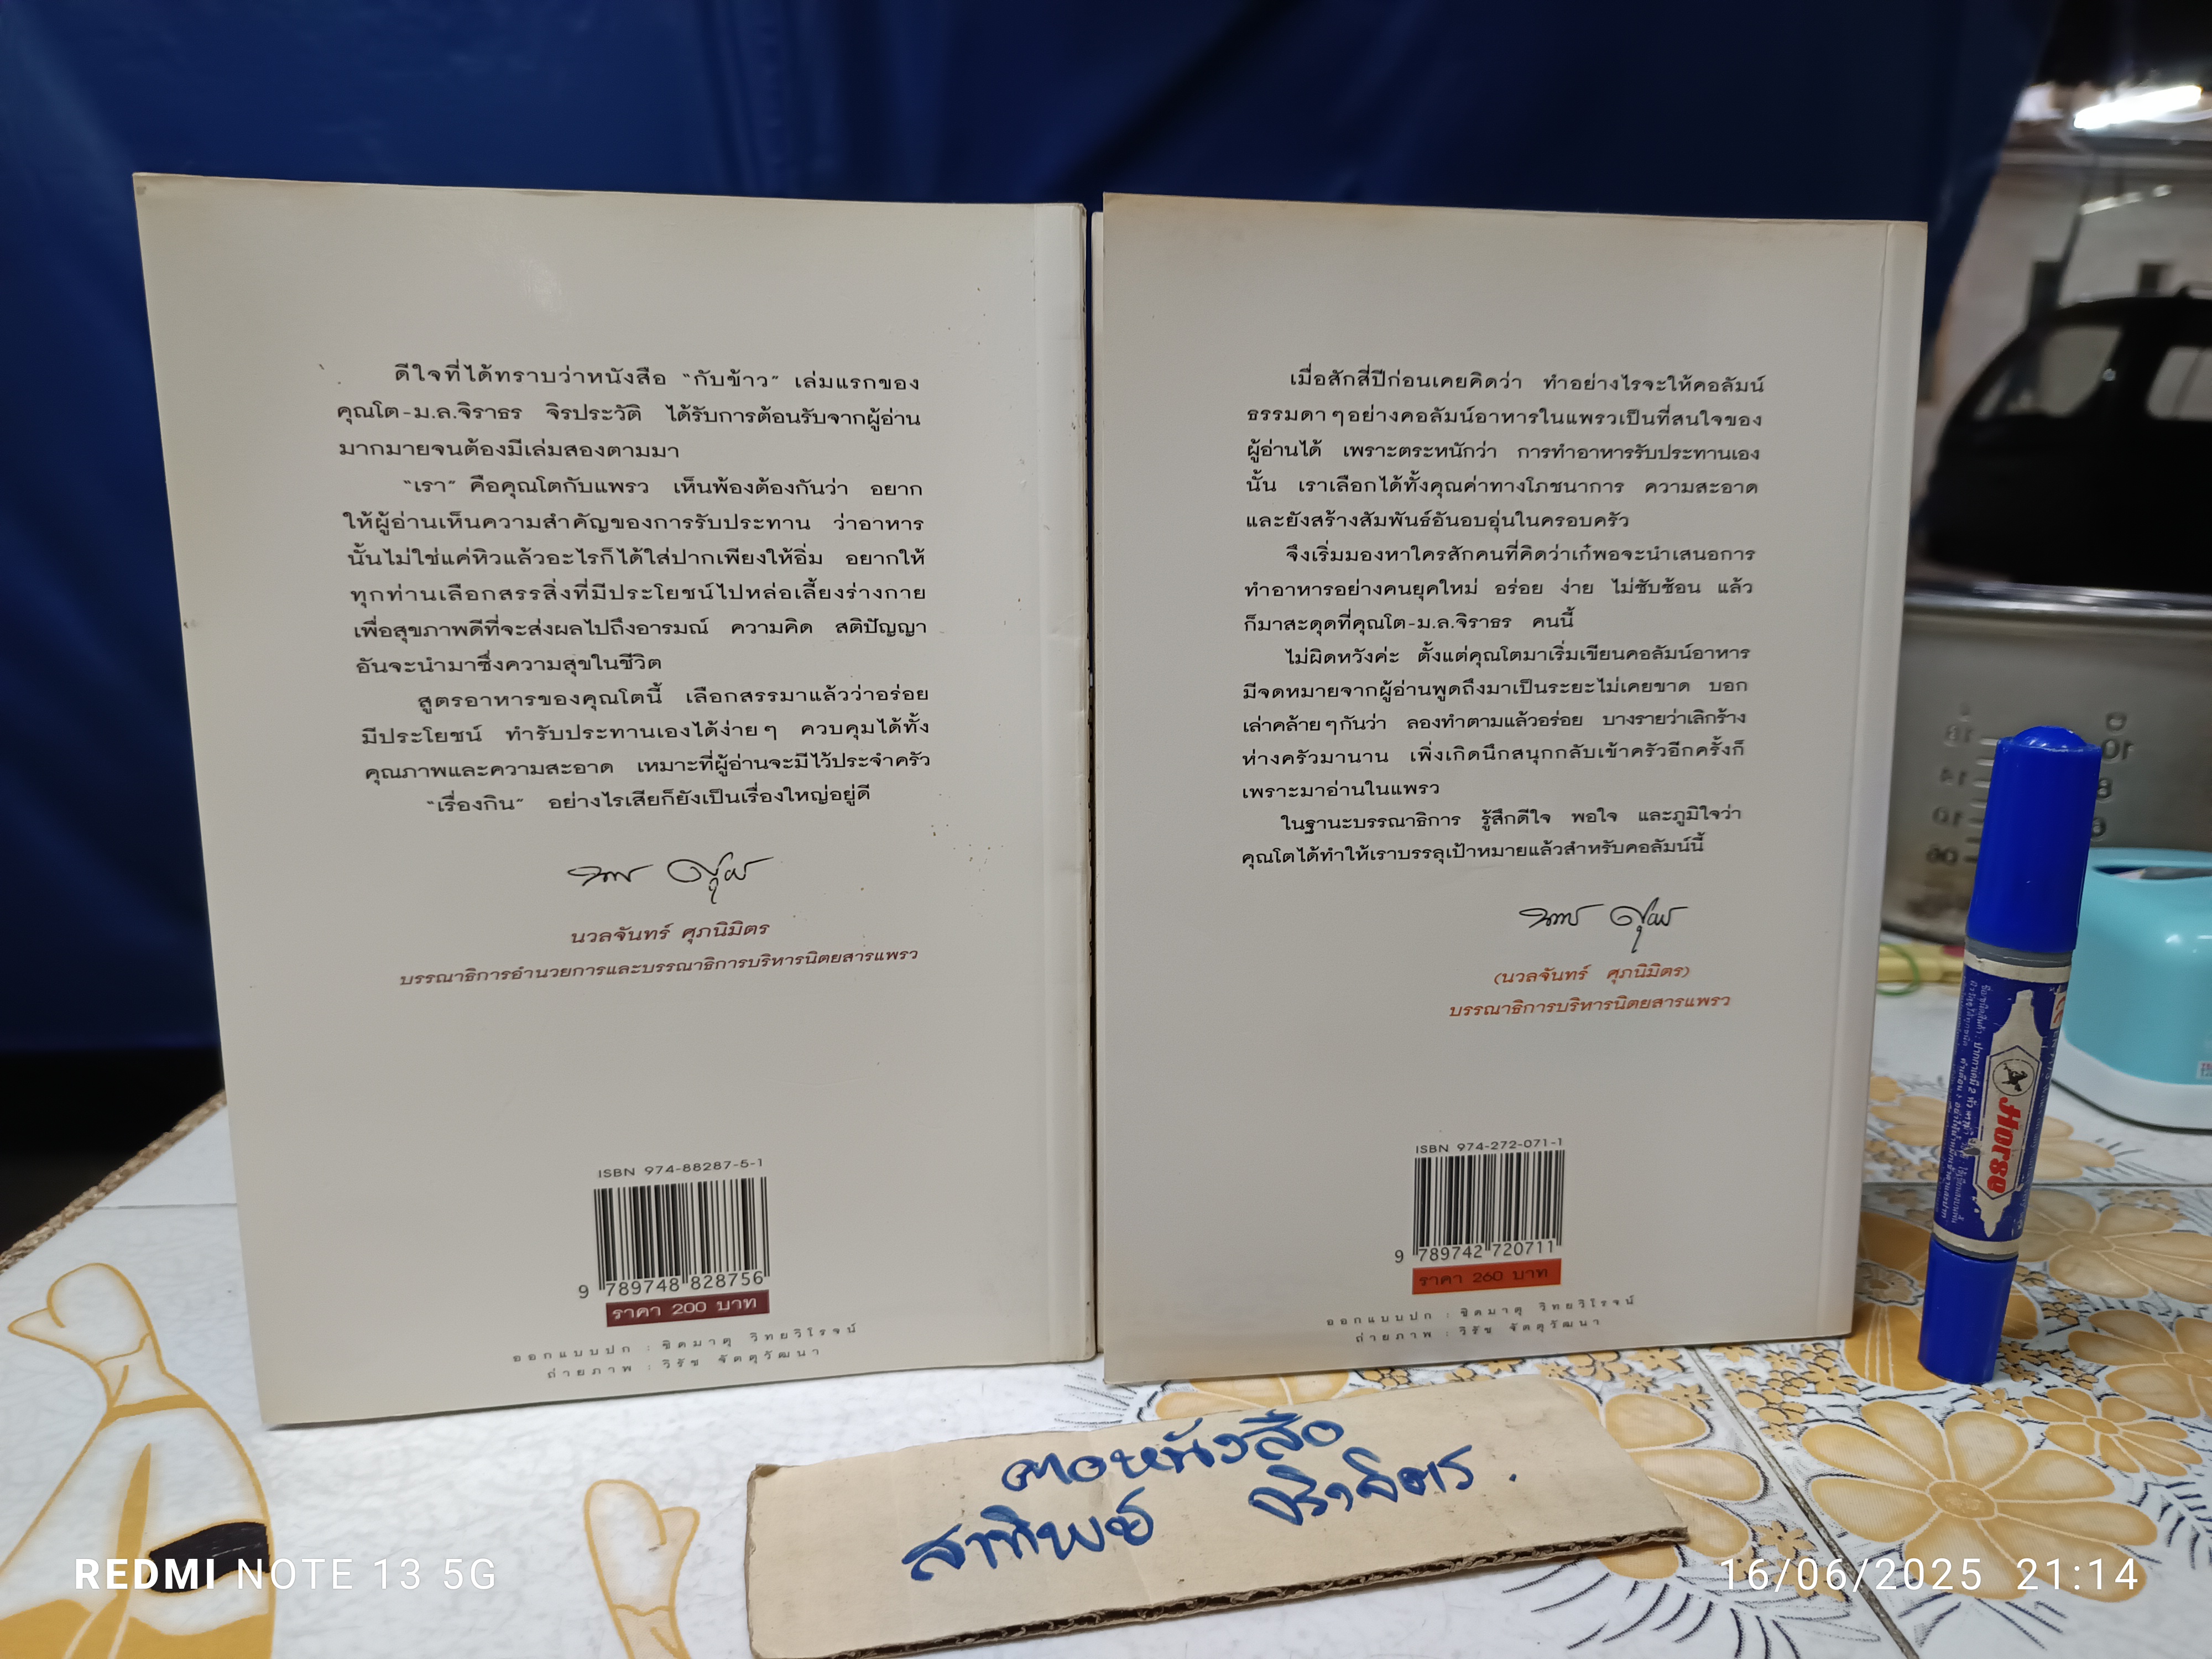 ดีใจที่ได้ทราบว่าหนังสือ “กับข้าว” เล่มแรกของ
คุณโต-ม.ล.จิราธร จิรประวัติ ได้รับการต้อนรับจากผู้อ่าน
มากมายจนต้องมีเล่มสองตามมา
“เรา” คือคุณโตกับแพรว เห็นพ้องต้องกันว่า อยาก
ให้ผู้อ่านเห็นความสำคัญของการรับประทาน ว่าอาหาร
นั้นไม่ใช่แค่หิวแล้วอะไรก็ได้ใส่ปากเพียงให้อิ่ม อยากให้
ทุกท่านเลือกสรรสิ่งที่มีประโยชน์ไปหล่อเลี้ยงร่างกาย
เพื่อสุขภาพดีที่จะส่งผลไปถึงอารมณ์ ความคิด สติปัญญา
อันจะนำมาซึ่งความสุขในชีวิต
สูตรอาหารของคุณโตนี้ เลือกสรรมาแล้วว่าอร่อย
มีประโยชน์ ทำรับประทานเองได้ง่ายๆ ควบคุมได้ทั้ง
คุณภาพและความสะอาด เหมาะที่ผู้อ่านจะมีไว้ประจำครัว
“เรื่องกิน” อย่างไรเสียก็ยังเป็นเรื่องใหญ่อยู่ดี
นวลจันทร์ ศุภนิมิตร
บรรณาธิการอำนวยการและบรรณาธิการบริหารนิตยสารแพรว
ISBN 974-88287-5-1
9 789748 828756
ราคา 200 บาท
ออกแบบปก : ชิดมาตุ วิทยวิโรจน์
ถ่ายภาพ : วิรัช จัตตุวัฒนา
เมื่อสักสี่ปีก่อนเคยคิดว่า ทำอย่างไรจะให้คอลัมน์
ธรรมดาๆอย่างคอลัมน์อาหารในแพรวเป็นที่สนใจของ
ผู้อ่านได้ เพราะตระหนักว่า การทำอาหารรับประทานเอง
นั้น เราเลือกได้ทั้งคุณค่าทางโภชนาการ ความสะอาด
และยังสร้างสัมพันธ์อันอบอุ่นในครอบครัว
จึงเริ่มมองหาใครสักคนที่คิดว่าเก๋พอจะนำเสนอการ
ทำอาหารอย่างคนยุคใหม่ อร่อย ง่าย ไม่ซับซ้อน แล้ว
ก็มาสะดุดที่คุณโต-ม.ล.จิราธร คนนี้
ไม่ผิดหวังค่ะ ตั้งแต่คุณโตมาเริ่มเขียนคอลัมน์อาหาร
มีจดหมายจากผู้อ่านพูดถึงมาเป็นระยะไม่เคยขาด บอก
เล่าคล้ายๆกันว่า ลองทำตามแล้วอร่อย บางรายว่าเลิกร้าง
ห่างครัวมานาน เพิ่งเกิดนึกสนุกกลับเข้าครัวอีกครั้งก็
เพราะมาอ่านในแพรว
ในฐานะบรรณาธิการ รู้สึกดีใจ พอใจ และภูมิใจว่า
คุณโตได้ทำให้เราบรรลุเป้าหมายแล้วสำหรับคอลัมน์นี้
(นวลจันทร์ ศุภนิมิตร)
บรรณาธิการบริหารนิตยสารแพรว
ISBN 974-272-071-1
9 789742 720711
ราคา 260 บาท
ออกแบบปก : ชิดมาตุ วิทยวิโรจน์
ถ่ายภาพ : วิรัช จัตตุวัฒนา
Horse
ฅอหนังสือ
สาทิพย์ ศิราจิตร.
REDMI NOTE 13 5G
16/06/2025 21:14